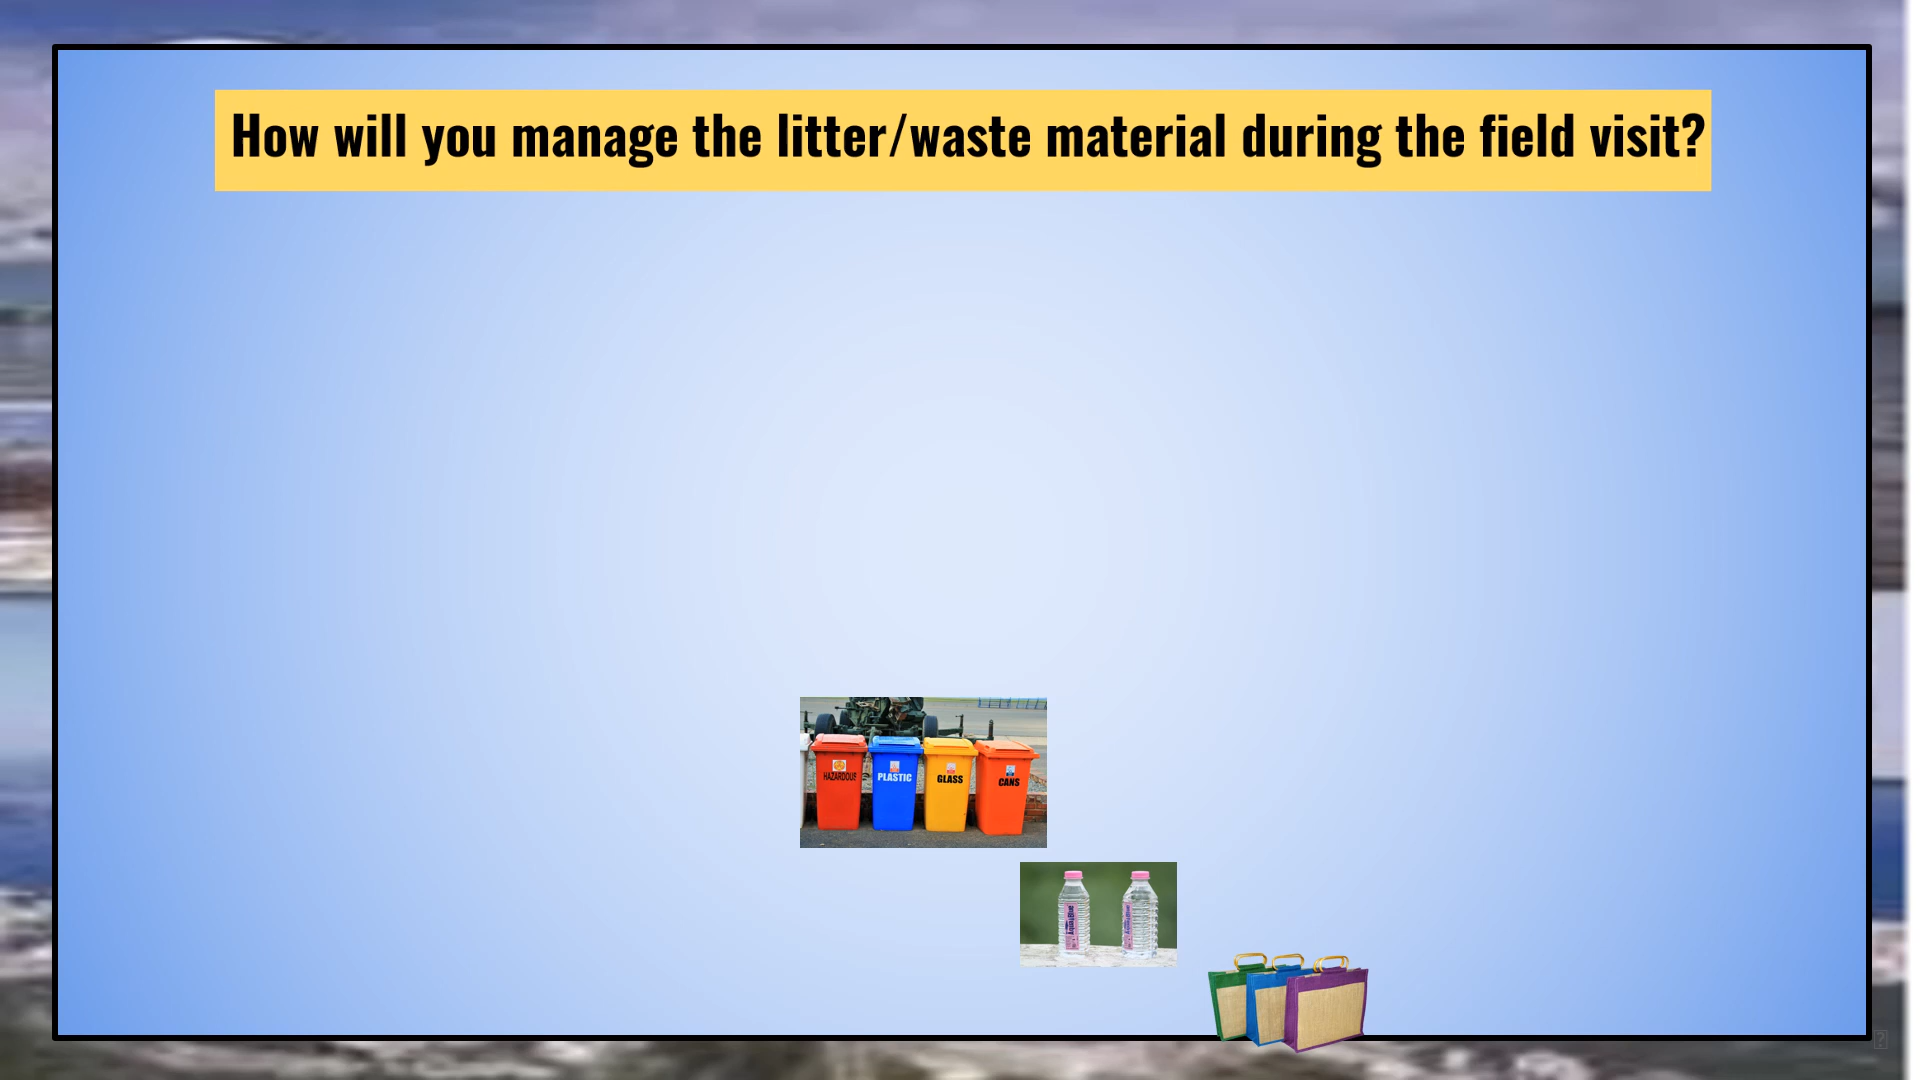 How will you manage the litter/waste material during the field visit?
HAZARDOUS
PLASTIC
GLASS
CANS